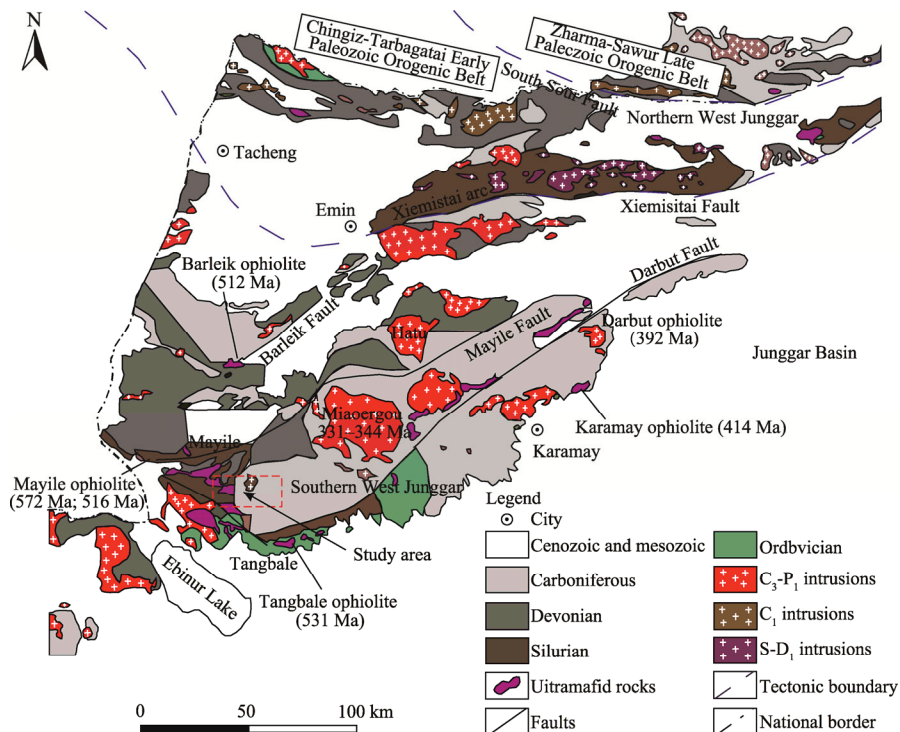 N
Chingiz-Tarbagatai Early
Paleozoic Orogenic Belt
Zharma-Sawur Late
Paleczoic Orogenic Belt
South Sour Fault
Northern West Junggar
Tacheng
Xiemistai arc
Emin
Xiemisitai Fault
Barleik ophiolite
(512 Ma)
Barleik Fault
Darbut Fault
Hatu
Mayile Fault
Darbut ophiolite
(392 Ma)
Junggar Basin
Miaoergou
331-344 Ma
Karamay ophiolite (414 Ma)
Karamay
Mayile
Mayile ophiolite
(572 Ma; 516 Ma)
Southern West Junggar
Study area
Tangbale
Ebinur Lake
Tangbale ophiolite
(531 Ma)
Legend
City
Cenozoic and mesozoic
Carboniferous
Devonian
Silurian
Uitramafid rocks
Faults
Ordbvician
C₃-P₁ intrusions
C₁ intrusions
S-D₁ intrusions
Tectonic boundary
National border
0 50 100 km